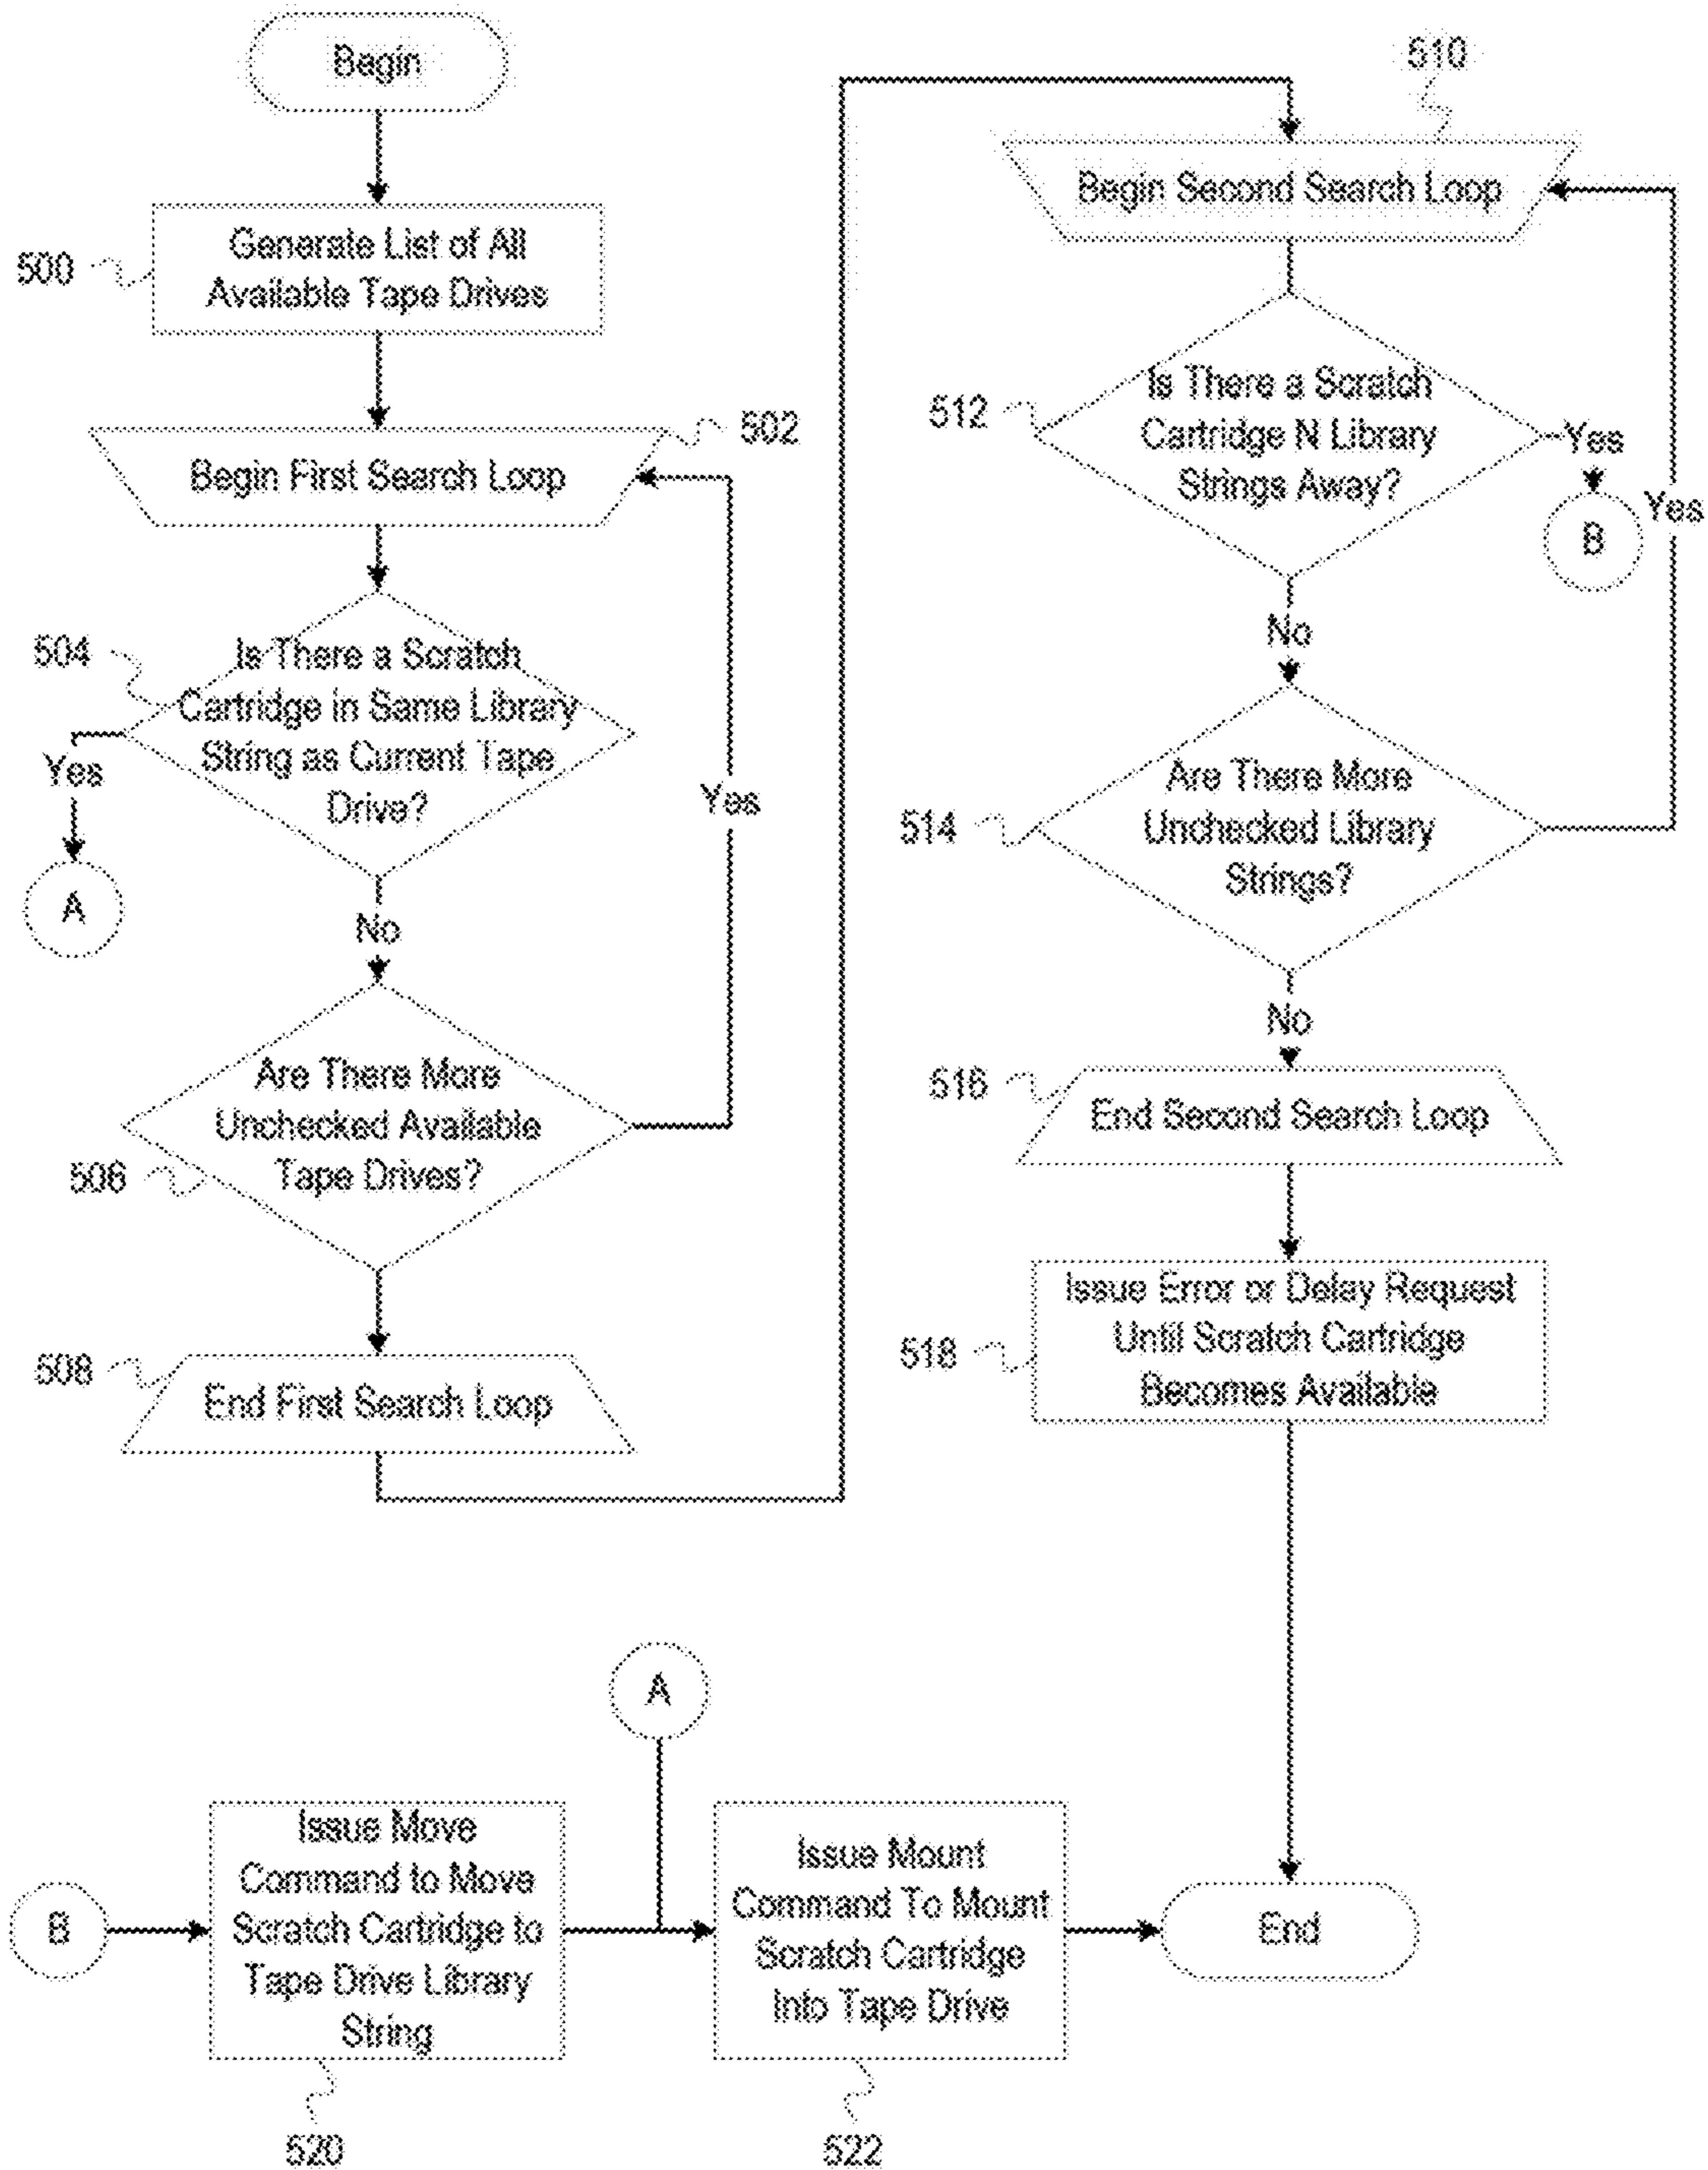 Begin
500
Generate List of All
Available Tape Drives
502
Begin First Search Loop
504
Is There a Scratch
Cartridge in Same Library
String as Current Tape
Drive?
Yes
A
No
Yes
Are There More
Unchecked Available
Tape Drives?
506
508
End First Search Loop
510
Begin Second Search Loop
512
Is There a Scratch
Cartridge N Library
Strings Away?
Yes
B
Yes
No
514
Are There More
Unchecked Library
Strings?
No
516
End Second Search Loop
518
Issue Error or Delay Request
Until Scratch Cartridge
Becomes Available
A
B
Issue Move
Command to Move
Scratch Cartridge to
Tape Drive Library
String
520
Issue Mount
Command To Mount
Scratch Cartridge
Into Tape Drive
522
End